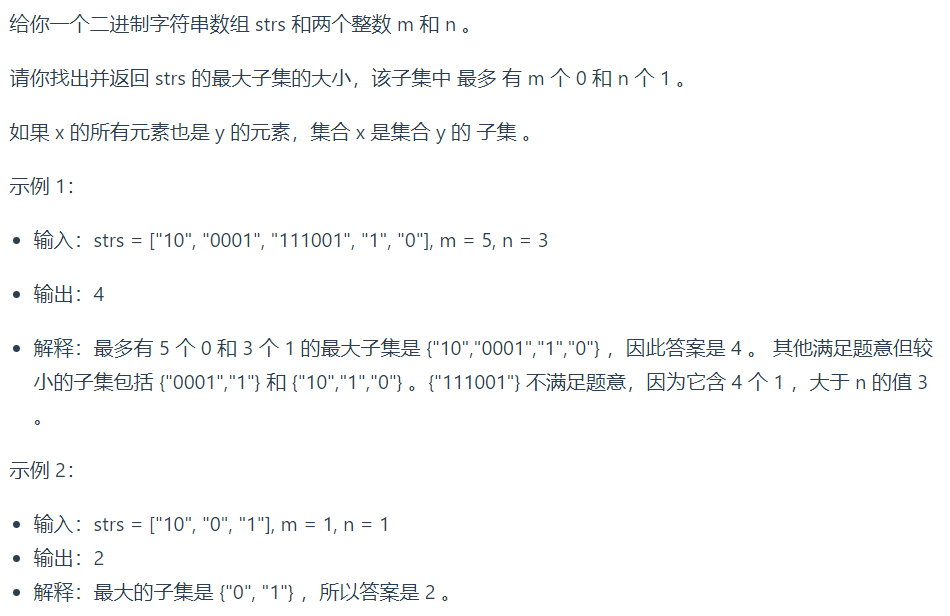 给你一个二进制字符串数组 strs 和两个整数 m 和 n 。
请你找出并返回 strs 的最大子集的大小，该子集中 最多 有 m 个 0 和 n 个 1 。
如果 x 的所有元素也是 y 的元素，集合 x 是集合 y 的 子集 。
示例 1：
• 输入：strs = ["10", "0001", "111001", "1", "0"], m = 5, n = 3
• 输出：4
• 解释：最多有 5 个 0 和 3 个 1 的最大子集是 {"10","0001","1","0"} ，因此答案是 4 。 其他满足题意但较
小的子集包括 {"0001","1"} 和 {"10","1","0"} 。{"111001"} 不满足题意，因为它含 4 个 1 ，大于 n 的值 3
。
示例 2：
• 输入：strs = ["10", "0", "1"], m = 1, n = 1
• 输出：2
• 解释：最大的子集是 {"0", "1"} ，所以答案是 2 。